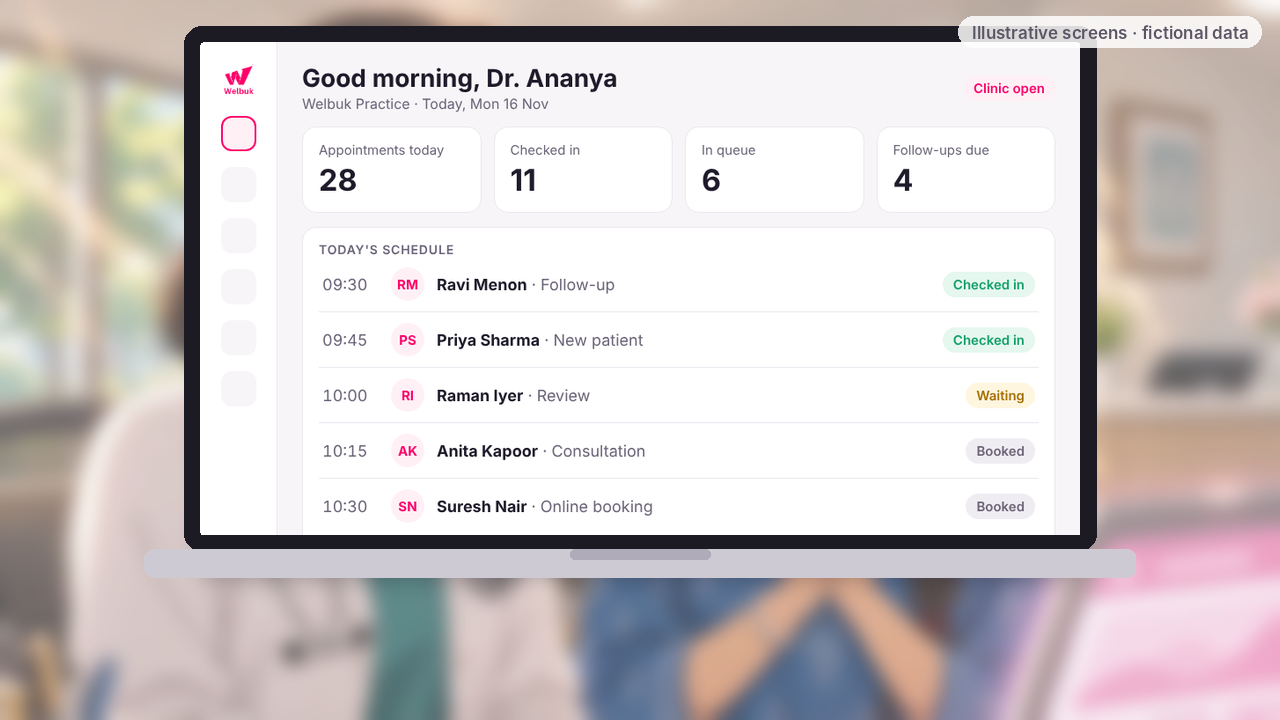 Illustrative screens · fictional data
Welbuk
Good morning, Dr. Ananya
Welbuk Practice · Today, Mon 16 Nov
Clinic open
Appointments today
28
Checked in
11
In queue
6
Follow-ups due
4
TODAY'S SCHEDULE
09:30 RM Ravi Menon · Follow-up Checked in
09:45 PS Priya Sharma · New patient Checked in
10:00 RI Raman Iyer · Review Waiting
10:15 AK Anita Kapoor · Consultation Booked
10:30 SN Suresh Nair · Online booking Booked